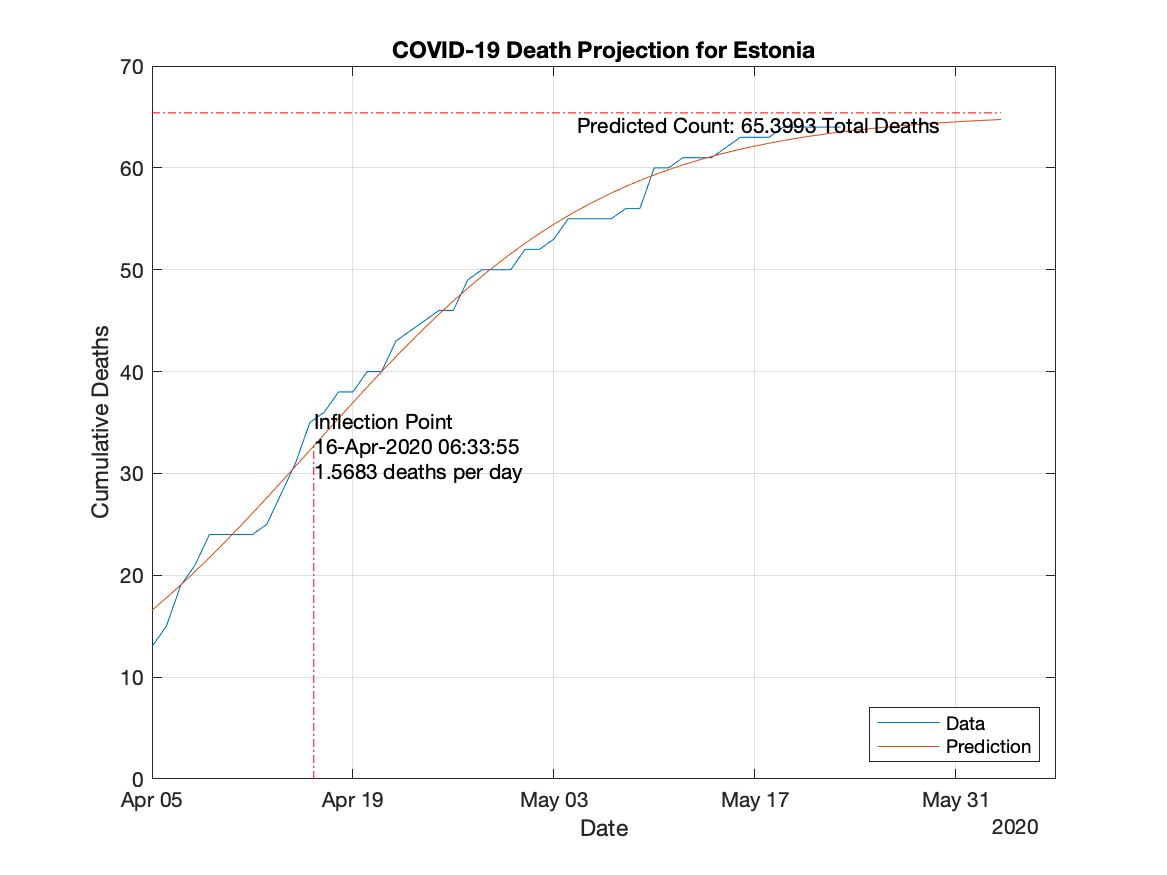 COVID-19 Death Projection for Estonia
70
60
50
40
30
20
10
0
Cumulative Deaths
Predicted Count: 65.3993 Total Deaths
Inflection Point
16-Apr-2020 06:33:55
1.5683 deaths per day
Data
Prediction
Apr 05
Apr 19
May 03
May 17
May 31
Date
2020